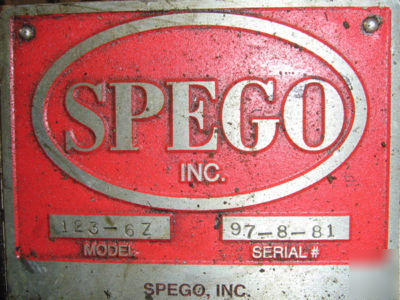 SPEGO
INC.
123-6Z 97-8-81
MODEL SERIAL #
SPEGO, INC.